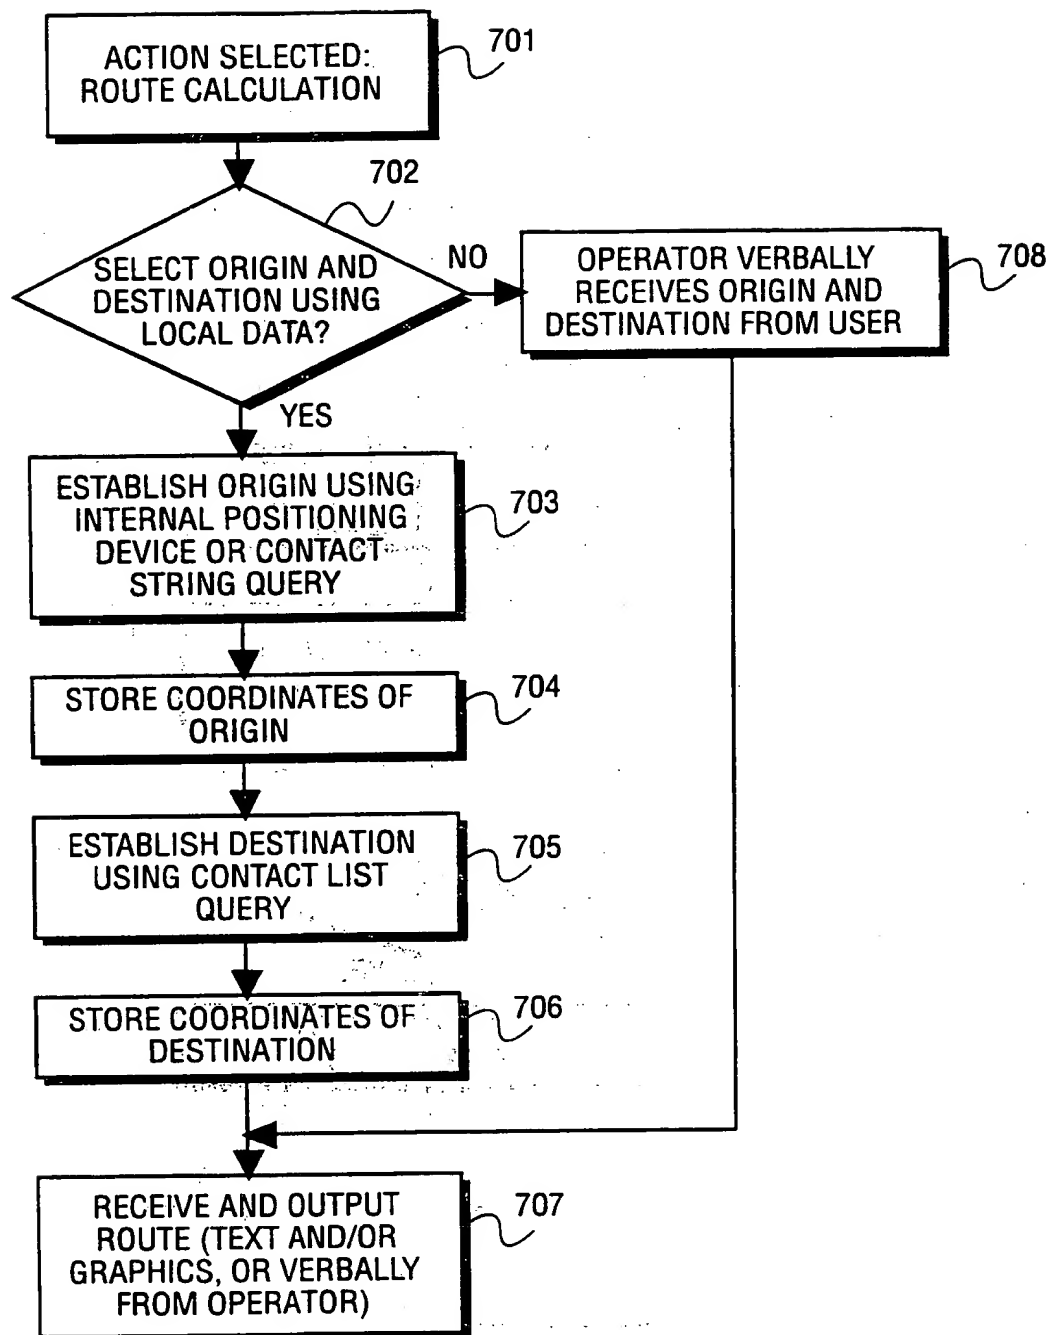 ACTION SELECTED:
ROUTE CALCULATION
701
702
SELECT ORIGIN AND
DESTINATION USING
LOCAL DATA?
NO
OPERATOR VERBALLY
RECEIVES ORIGIN AND
DESTINATION FROM USER
708
YES
ESTABLISH ORIGIN USING
INTERNAL POSITIONING
DEVICE OR CONTACT
STRING QUERY
703
STORE COORDINATES OF
ORIGIN
704
ESTABLISH DESTINATION
USING CONTACT LIST
QUERY
705
STORE COORDINATES OF
DESTINATION
706
RECEIVE AND OUTPUT
ROUTE (TEXT AND/OR
GRAPHICS, OR VERBALLY
FROM OPERATOR)
707